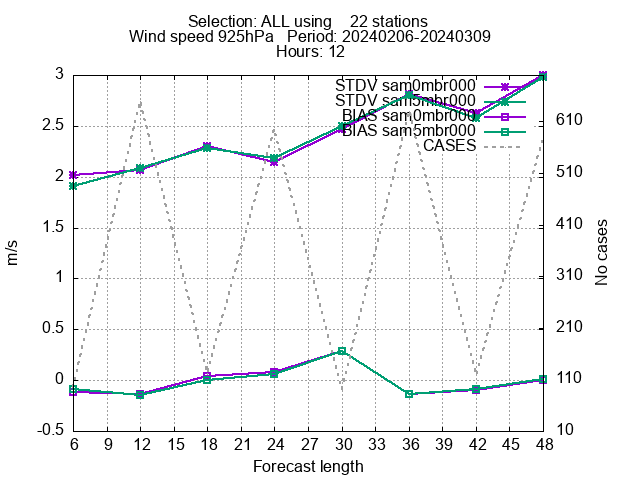 Selection: ALL using    22 stations
Wind speed 925hPa   Period: 20240206-20240309
Hours: 12
STDV sam0mbr000
STDV sam5mbr000
BIAS sam0mbr000
BIAS sam5mbr000
CASES
3
2.5
2
1.5
1
0.5
0
-0.5
m/s
610
510
410
310
210
110
10
No cases
6 9 12 15 18 21 24 27 30 33 36 39 42 45 48
Forecast length